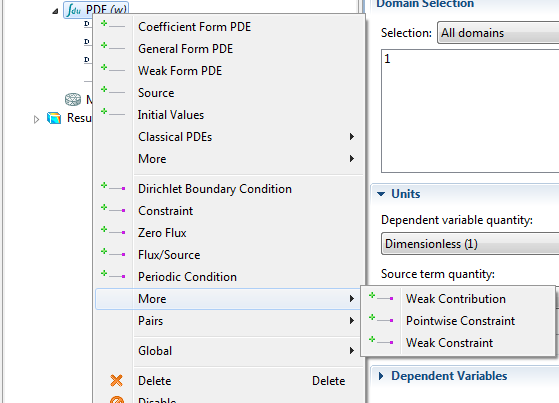 PDE (w)
D
D
D
M
Resu
Coefficient Form PDE
General Form PDE
Weak Form PDE
Source
Initial Values
Classical PDEs
More
Dirichlet Boundary Condition
Constraint
Zero Flux
Flux/Source
Periodic Condition
More
Pairs
Global
Delete Delete
Disable
Weak Contribution
Pointwise Constraint
Weak Constraint
Domain Selection
Selection: All domains
1
Units
Dependent variable quantity:
Dimensionless (1)
Source term quantity:
Dependent Variables